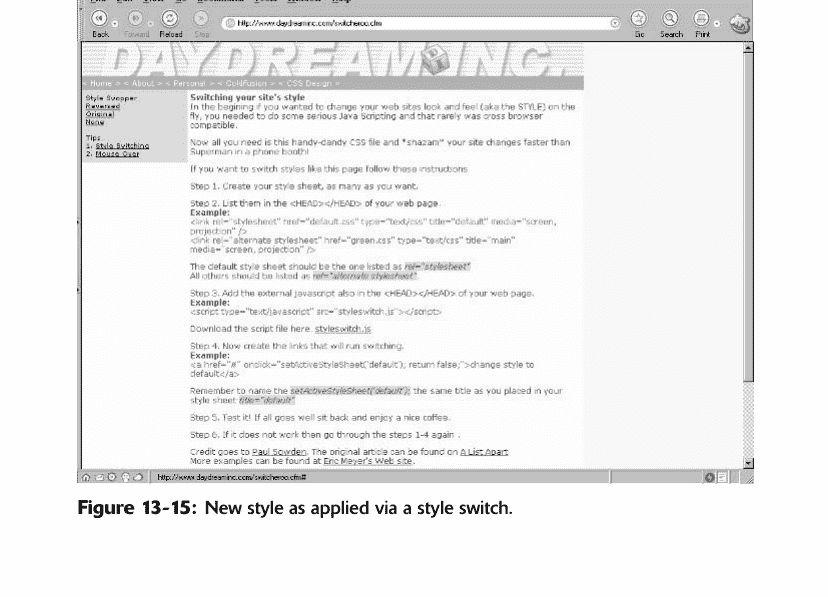 Back Forward Reload Stop http://www.daydreaminc.com/switcheroo.cfm Go Search Print
DAYDREAM INC.
< Home > < About > < Personal > < CoNfusion > < CSS Design >
Style Swapper
Reversed
Original
None
Tips
1. Style Switching
2. Mouse Over
Switching your site's style
In the begining if you wanted to change your web sites look and feel (aka the STYLE) on the
fly, you needed to do some serious Java Scripting and that rarely was cross browser
compatible.
Now all you need is this handy-dandy CSS file and "shazam" your site changes faster than
Superman in a phone booth!
If you want to switch styles like this page follow these instructions
Step 1. Create your style sheet, as many as you want.
Step 2. List them in the <HEAD></HEAD> of your web page.
Example:
<link rel="stylesheet" href="default.css" type="text/css" title="default" media="screen,
projection" />
<link rel="alternate stylesheet" href="green.css" type="text/css" title="main"
media="screen, projection" />
The default style sheet should be the one listed as rel="stylesheet"
All others should be listed as rel="alternate stylesheet"
Step 3. Add the external javascript also in the <HEAD></HEAD> of your web page.
Example:
<script type="text/javascript" src="styleswitch.js"></script>
Download the script file here. styleswitch.js
Step 4. Now create the links that will run switching.
Example:
<a href="#" onclick="setActiveStyleSheet('default'); return false;">change style to
default</a>
Remember to name the setActiveStyleSheet('default'); the same title as you placed in your
style sheet title="default"
Step 5. Test it! If all goes well sit back and enjoy a nice coffee.
Step 6. If it does not work then go through the steps 1-4 again .
Credit goes to Paul Sowden. The original article can be found on A List Apart
More examples can be found at Eric Meyer's Web site.
http://www.daydreaminc.com/switcheroo.cfm#
Figure 13-15: New style as applied via a style switch.